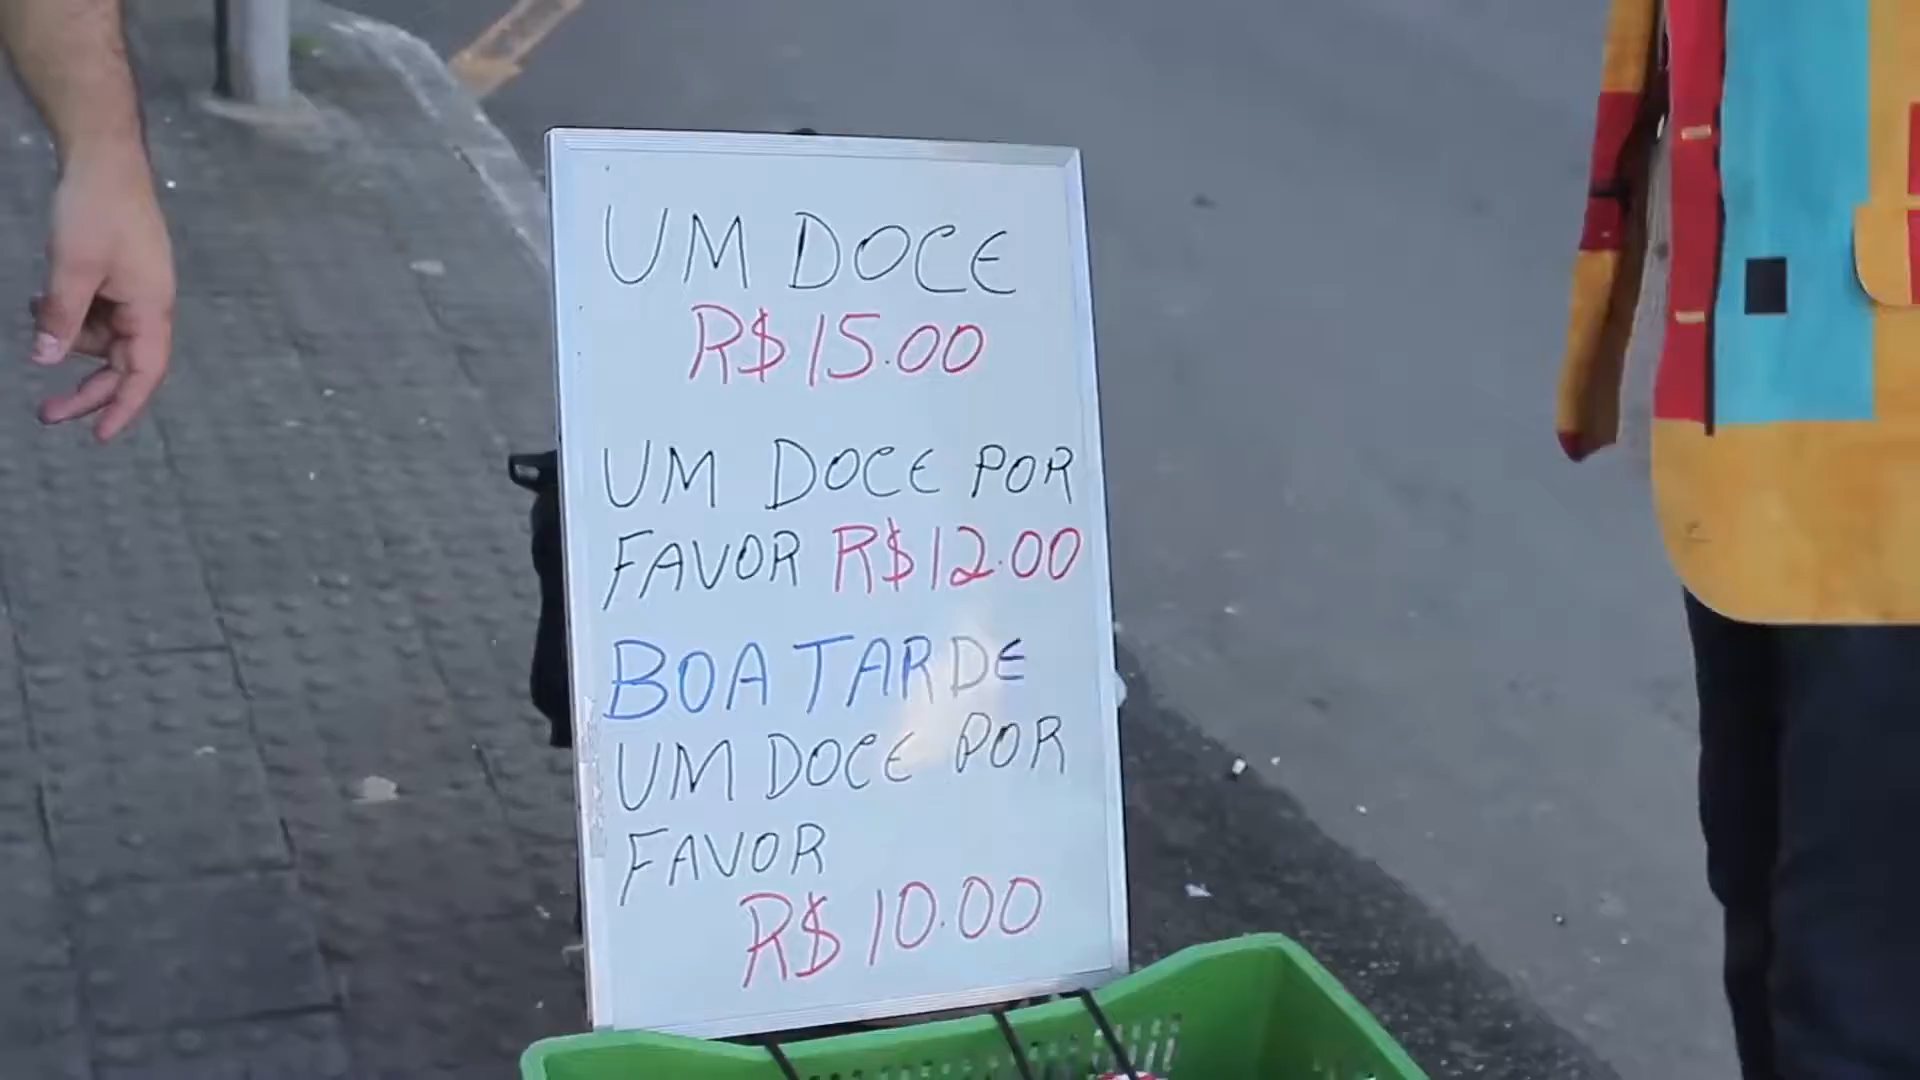 UM DOCE
R$15.00
UM DOCE POR
FAVOR R$12.00
BOA TARDE
UM DOCE POR
FAVOR
R$10.00